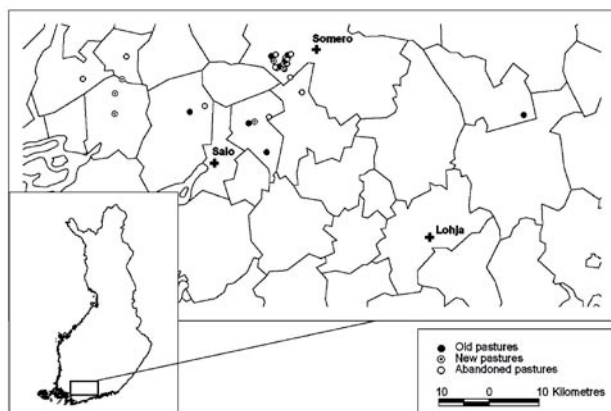 Somero
Salo
Lohja
Old pastures
New pastures
Abandoned pastures
10 0 10 Kilometres